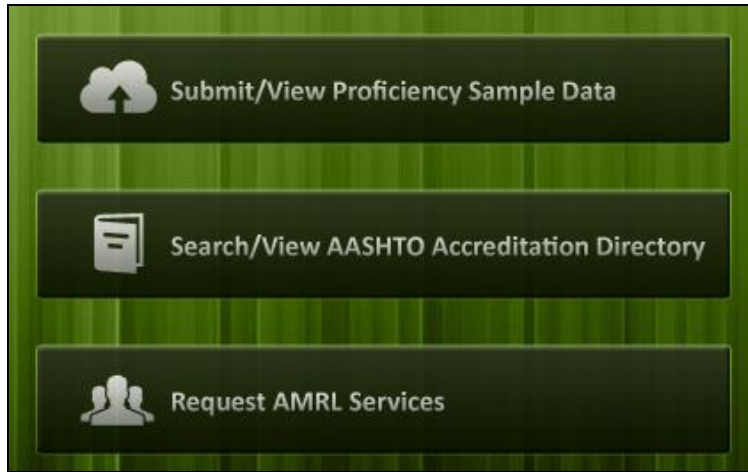 Submit/View Proficiency Sample Data
Search/View AASHTO Accreditation Directory
Request AMRL Services